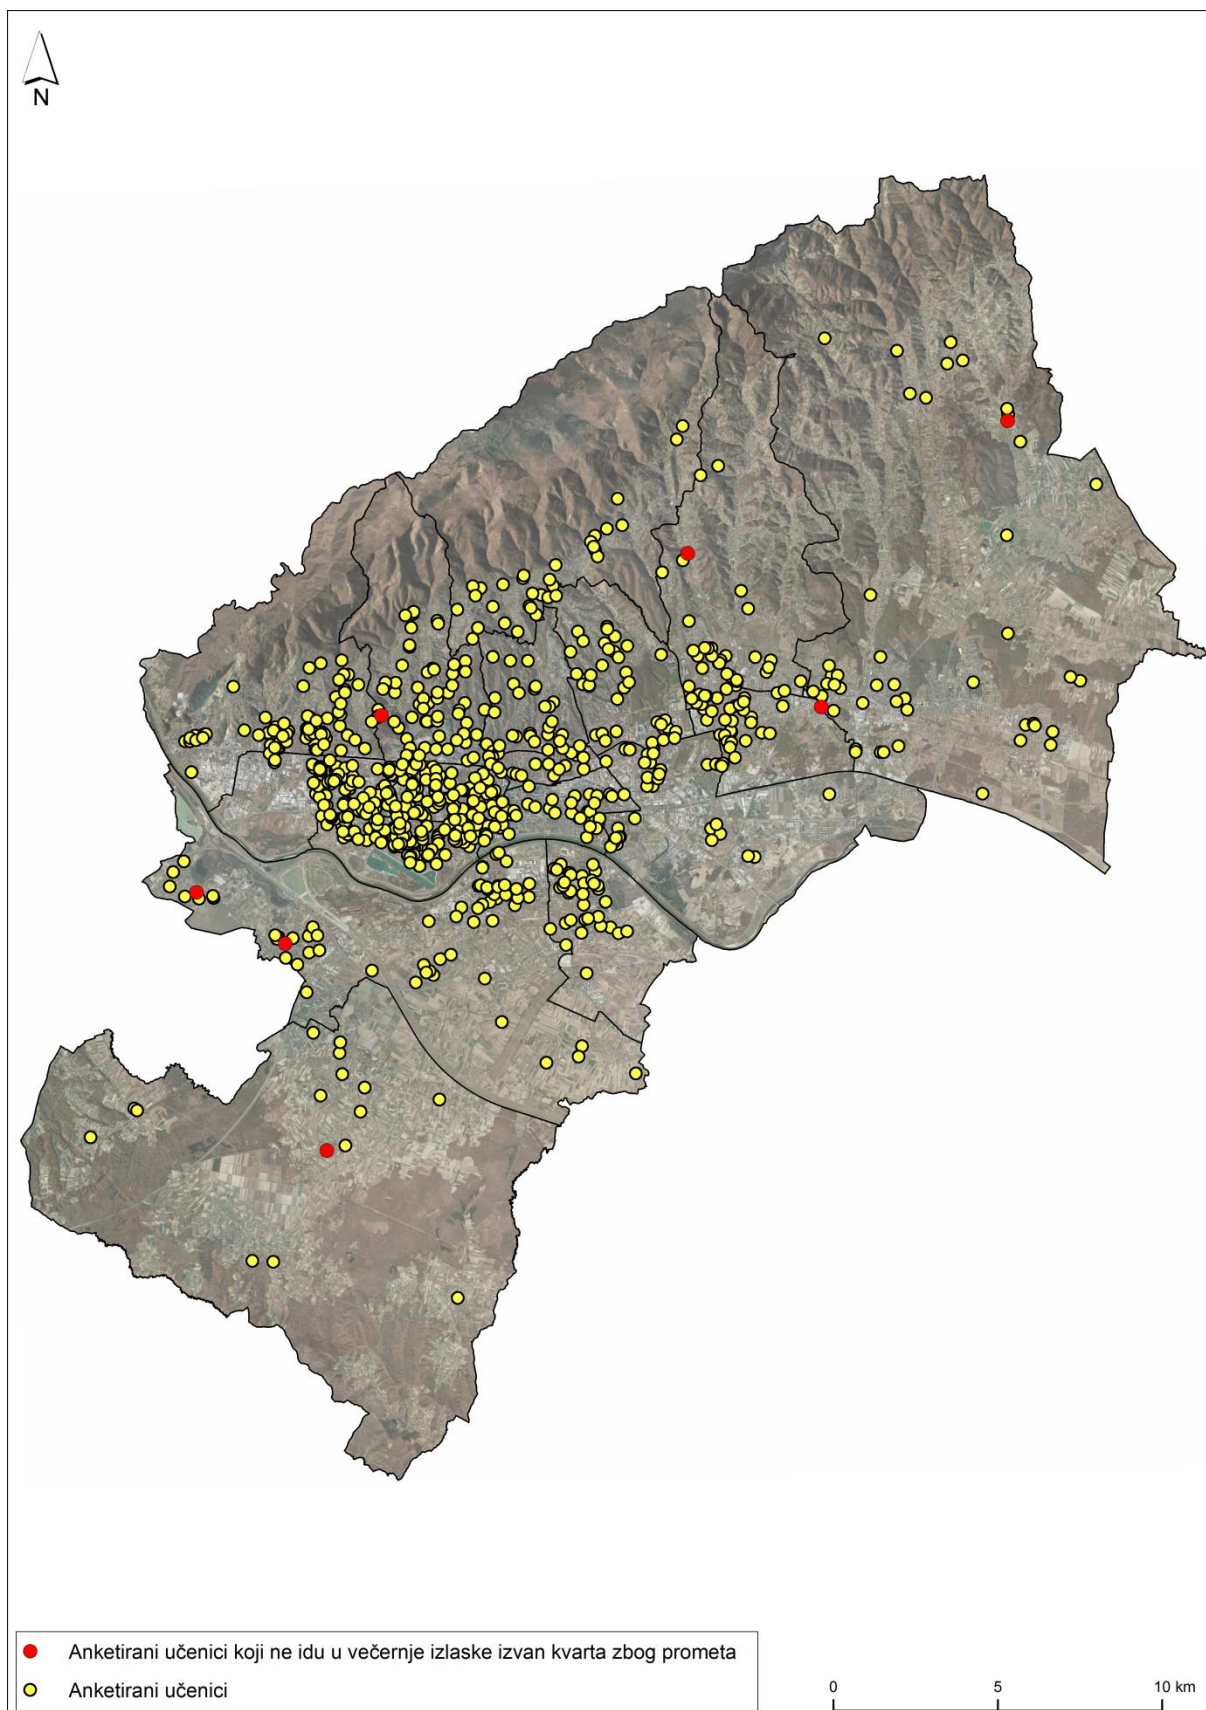 N
Anketirani učenici koji ne idu u večernje izlaske izvan kvarta zbog prometa
Anketirani učenici
0 5 10 km